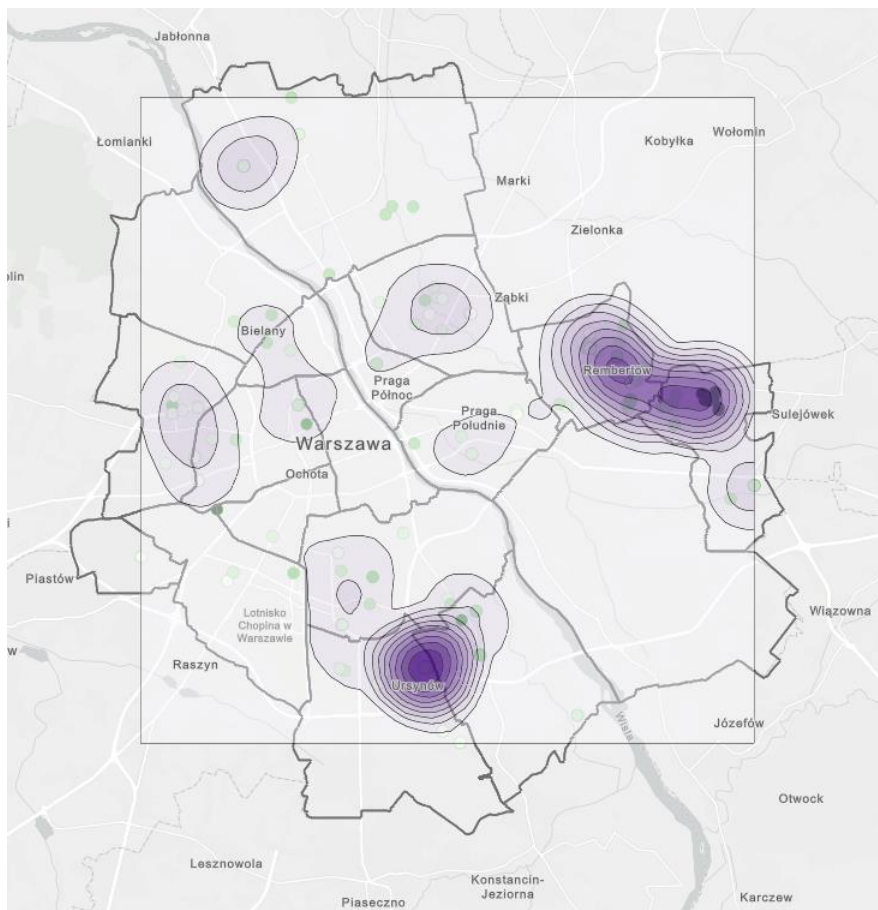 Jabłonna
Łomianki
Kobyłka
Wołomin
Marki
Zielonka
olin
Ząbki
Bielany
Rembertów
Praga
Północ
Praga
Południe
Sulejówek
Warszawa
Ochota
Piastów
Lotnisko
Chopina w
Warszawie
Wiązowna
w
Raszyn
Ursynów
Wisła
Józefów
Otwock
Lesznowola
Konstancin-
Jeziorna
Piaseczno
Karczew